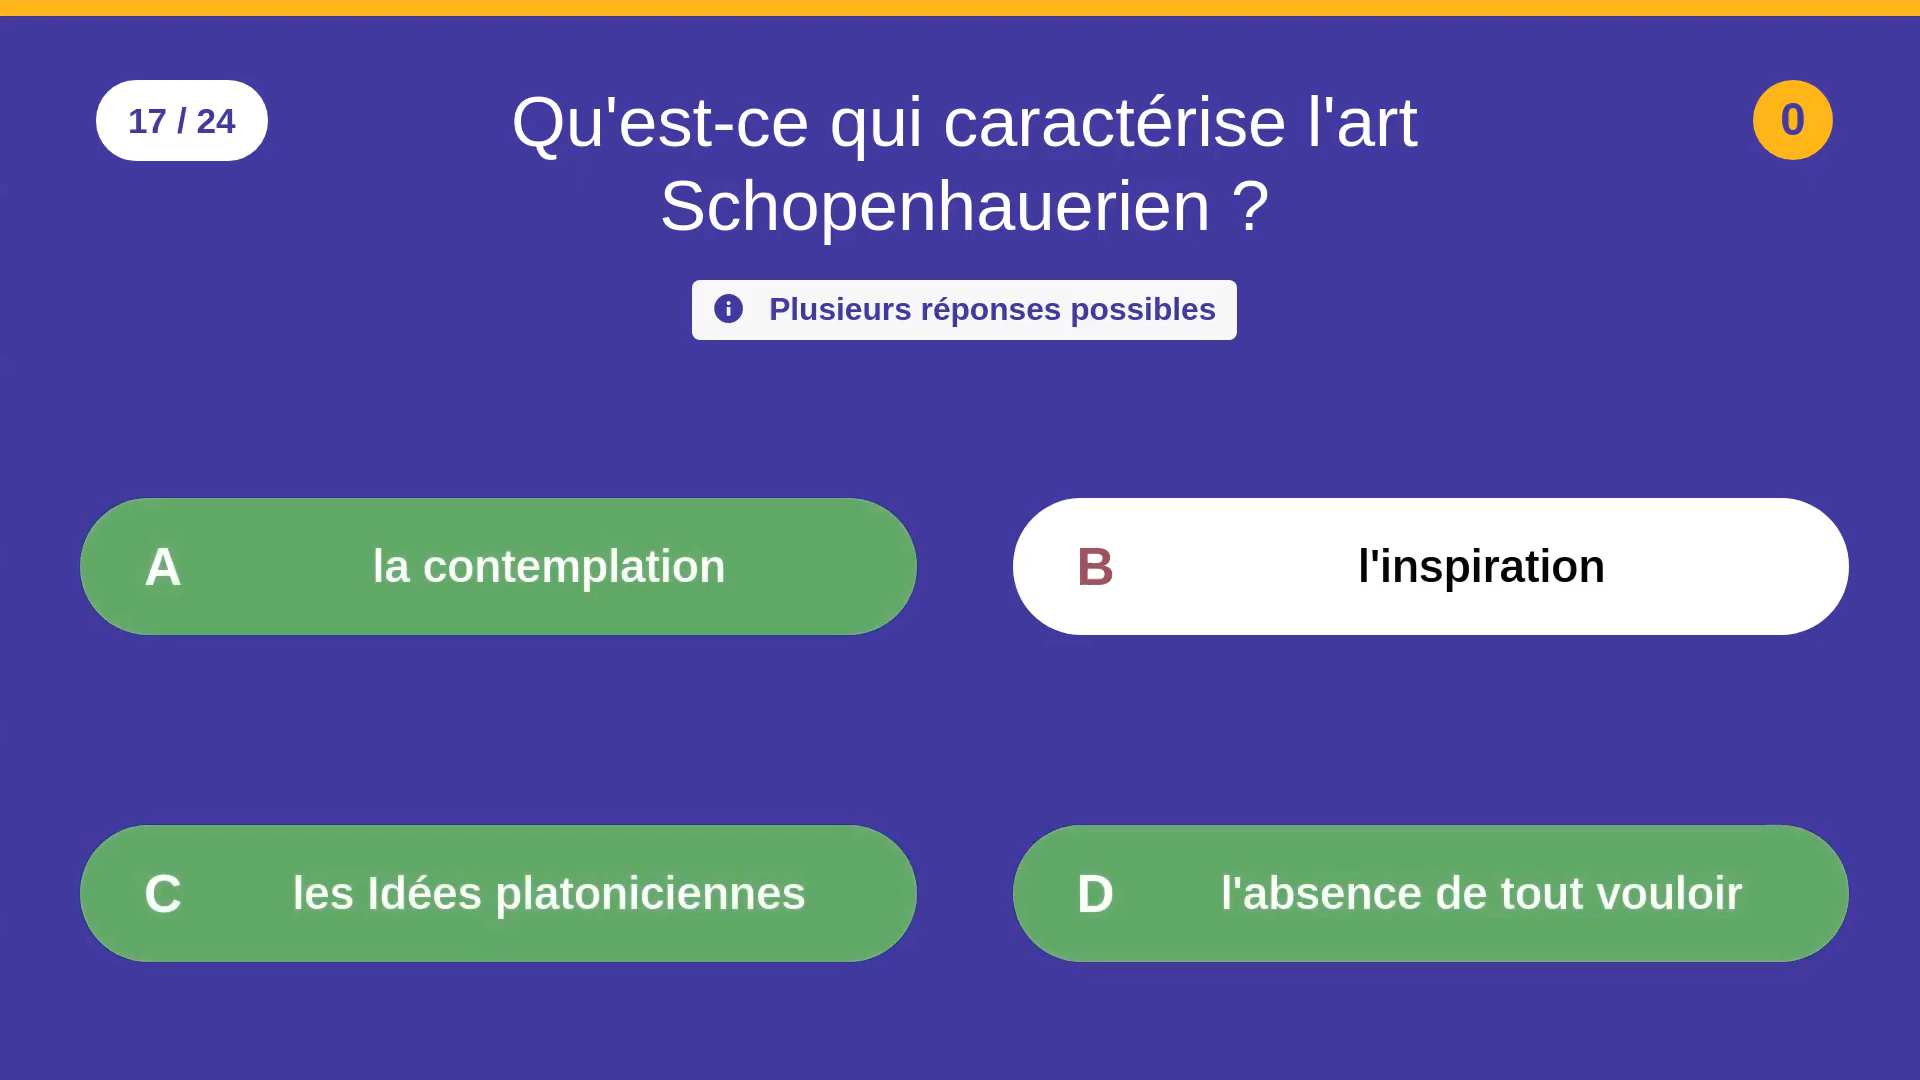 17 / 24
Qu'est-ce qui caractérise l'art
Schopenhauerien ?
0
Plusieurs réponses possibles
A la contemplation
B l'inspiration
C les Idées platoniciennes
D l'absence de tout vouloir